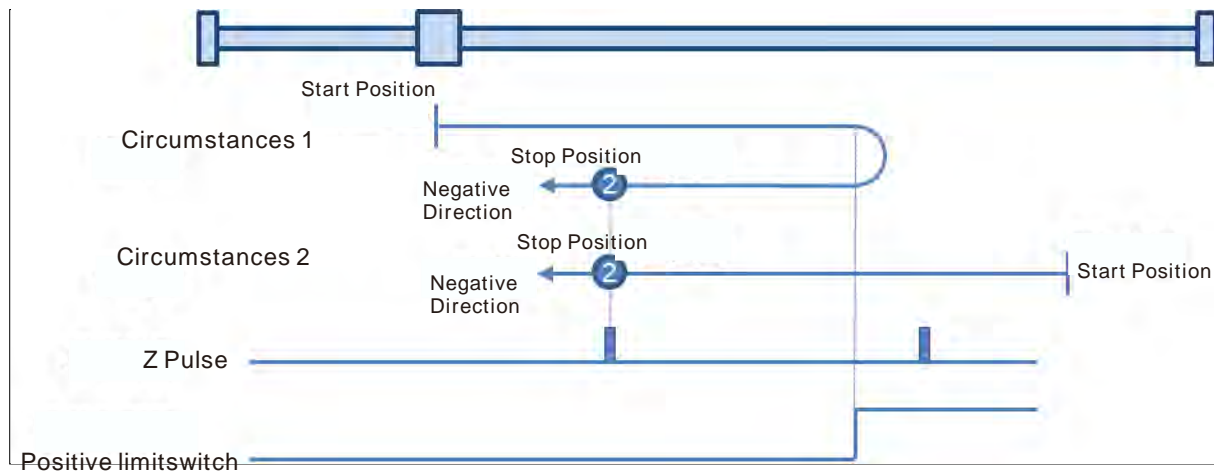 Start Position
Circumstances 1
Stop Position
2
Negative
Direction
Stop Position
Circumstances 2
2
Start Position
Negative
Direction
Z Pulse
Positive limitswitch